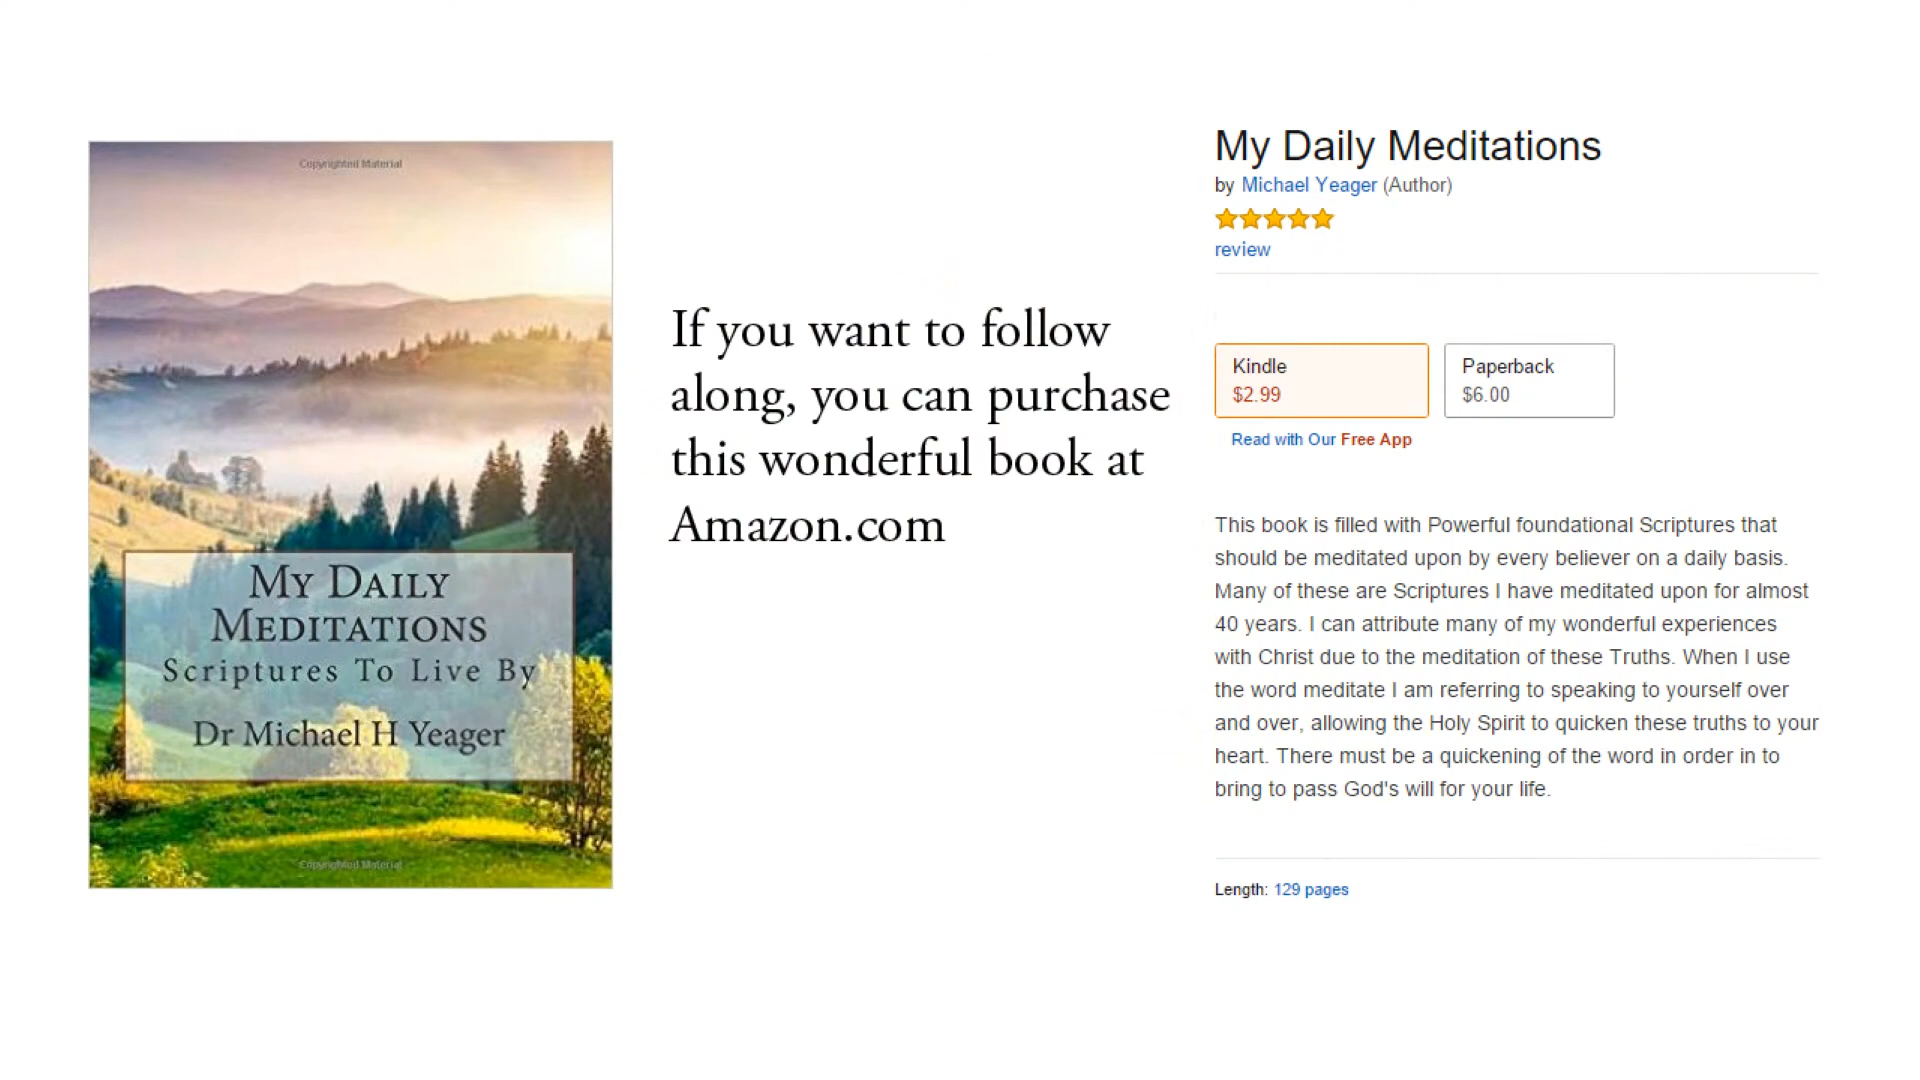 Copyrighted Material
My Daily
Meditations
Scriptures To Live By
Dr Michael H Yeager
Copyrighted Material
If you want to follow
along, you can purchase
this wonderful book at
Amazon.com
My Daily Meditations
by Michael Yeager (Author)
review
Kindle
$2.99
Paperback
$6.00
Read with Our Free App
This book is filled with Powerful foundational Scriptures that
should be meditated upon by every believer on a daily basis.
Many of these are Scriptures I have meditated upon for almost
40 years. I can attribute many of my wonderful experiences
with Christ due to the meditation of these Truths. When I use
the word meditate I am referring to speaking to yourself over
and over, allowing the Holy Spirit to quicken these truths to your
heart. There must be a quickening of the word in order in to
bring to pass God's will for your life.
Length: 129 pages